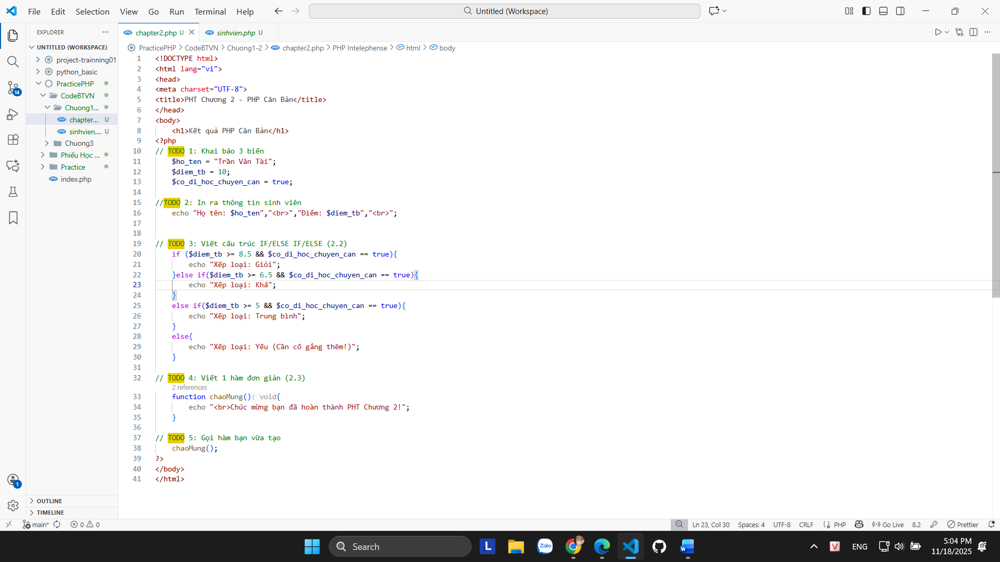 File Edit Selection View Go Run Terminal Help
Untitled (Workspace)
EXPLORER
UNTITLED (WORKSPACE)
project-trainning01
python_basic
PracticePHP
CodeBTVN
Chuong1...
chapter... U
sinhvien.... U
Chuong3
Phiếu Học ...
Practice
index.php
OUTLINE
TIMELINE
14
1
chapter2.php U
sinhvien.php U
PracticePHP > CodeBTVN > Chuong1-2 > chapter2.php > PHP Intelephense > html > body
1 <!DOCTYPE html>
2 <html lang="vi">
3 <head>
4 <meta charset="UTF-8">
5 <title>PHT Chương 2 - PHP Căn Bản</title>
6 </head>
7 <body>
8 <h1>Kết quả PHP Căn Bản</h1>
9 <?php
10 // TODO 1: Khai báo 3 biến
11 $ho_ten = "Trần Văn Tài";
12 $diem_tb = 10;
13 $co_di_hoc_chuyen_can = true;
14
15 //TODO 2: In ra thông tin sinh viên
16 echo "Họ tên: $ho_ten","<br>","Điểm: $diem_tb","<br>";
17
18
19 // TODO 3: Viết cấu trúc IF/ELSE IF/ELSE (2.2)
20 if ($diem_tb >= 8.5 && $co_di_hoc_chuyen_can == true){
21 echo "Xếp loại: Giỏi";
22 }else if($diem_tb >= 6.5 && $co_di_hoc_chuyen_can == true){
23 echo "Xếp loại: Khá";
24 }
25 else if($diem_tb >= 5 && $co_di_hoc_chuyen_can == true){
26 echo "Xếp loại: Trung bình";
27 }
28 else{
29 echo "Xếp loại: Yếu (Cần cố gắng thêm!)";
30 }
31
32 // TODO 4: Viết 1 hàm đơn giản (2.3)
2 references
33 function chaoMung(): void{
34 echo "<br>Chúc mừng bạn đã hoàn thành PHT Chương 2!";
35 }
36
37 // TODO 5: Gọi hàm bạn vừa tạo
38 chaoMung();
39 ?>
40 </body>
41 </html>
main* 0 0
Ln 23, Col 30 Spaces: 4 UTF-8 CRLF { } PHP Go Live 8.2 Prettier
Search
L
Zalo
W
V
ENG
5:04 PM
11/18/2025